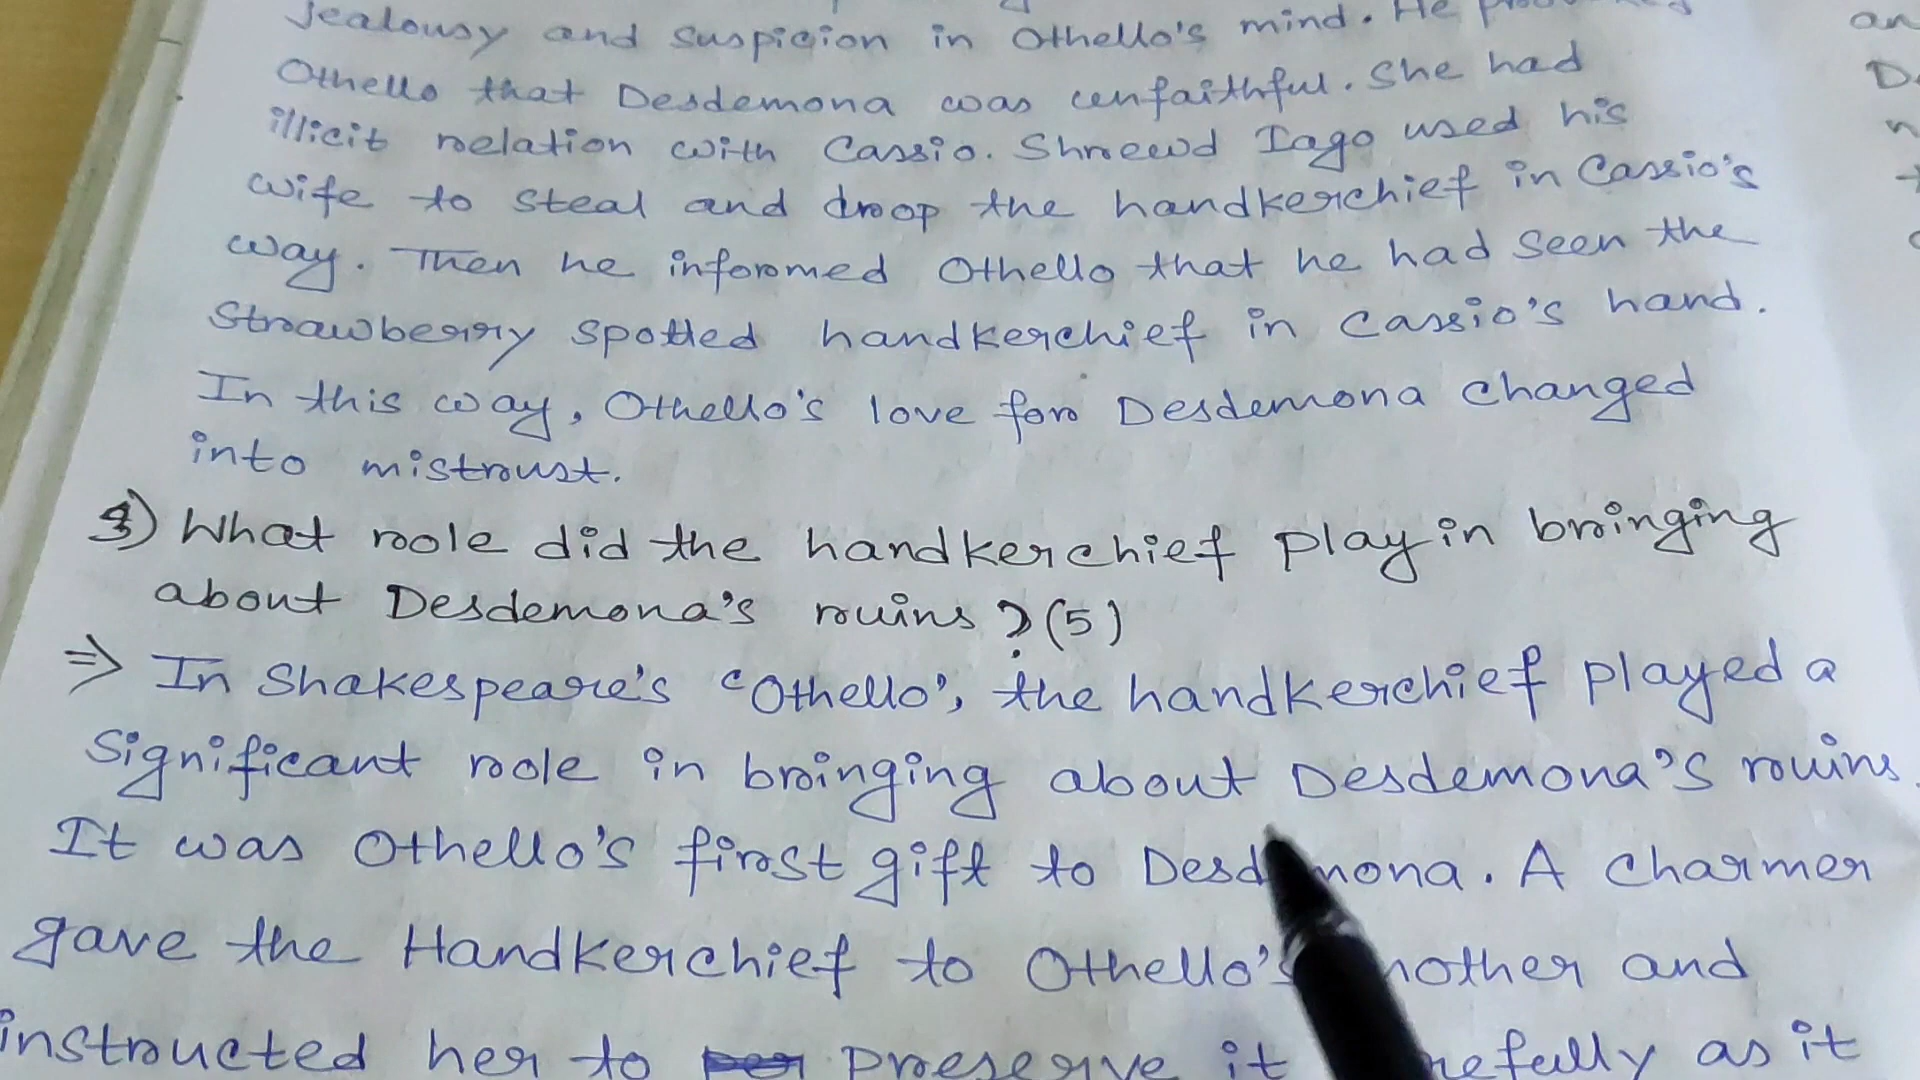 jealousy and suspicion in Othello's mind. He
Othello that Desdemona was unfaithful. She had
illicit relation with Cassio. Shrewd Iago used his
wife to steal and drop the handkerchief in Cassio's
way. Then he informed Othello that he had seen the
Strawberry spotted handkerchief in Cassio's hand.
In this way, Othello's love for Desdemona changed
into mistrust.
3) What role did the handkerchief play in bringing
about Desdemona's ruins? (5)
⇒ In Shakespeare's 'Othello', the handkerchief played a
Significant role in bringing about Desdemona's ruins.
It was Othello's first gift to Desdemona. A charmer
gave the Handkerchief to Othello's mother and
instructed her to preserve it carefully as it